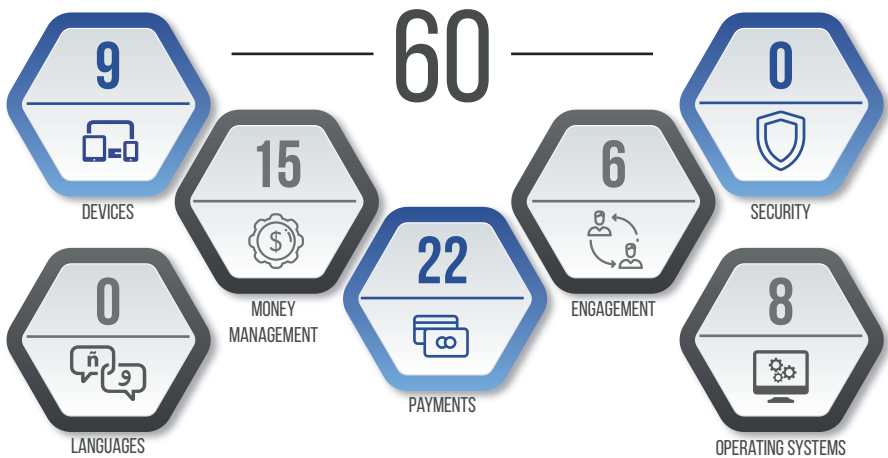 60
9
DEVICES
15
MONEY
MANAGEMENT
22
PAYMENTS
6
ENGAGEMENT
0
SECURITY
0
ñ
و
LANGUAGES
$
8
OPERATING SYSTEMS